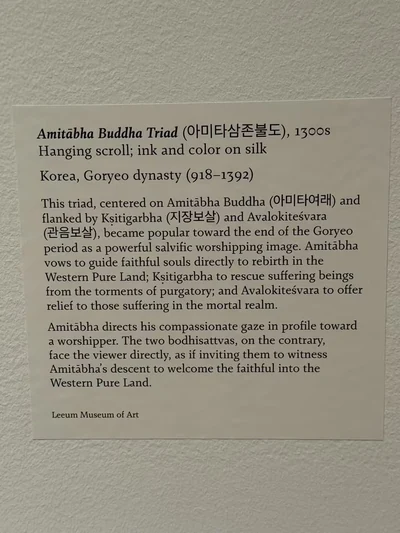 Amitābha Buddha Triad (아미타삼존불도), 1300s
Hanging scroll; ink and color on silk
Korea, Goryeo dynasty (918–1392)
This triad, centered on Amitābha Buddha (아미타여래) and
flanked by Kṣitigarbha (지장보살) and Avalokiteśvara
(관음보살), became popular toward the end of the Goryeo
period as a powerful salvific worshipping image. Amitābha
vows to guide faithful souls directly to rebirth in the
Western Pure Land; Kṣitigarbha to rescue suffering beings
from the torments of purgatory; and Avalokiteśvara to offer
relief to those suffering in the mortal realm.
Amitābha directs his compassionate gaze in profile toward
a worshipper. The two bodhisattvas, on the contrary,
face the viewer directly, as if inviting them to witness
Amitābha's descent to welcome the faithful into the
Western Pure Land.
Leeum Museum of Art